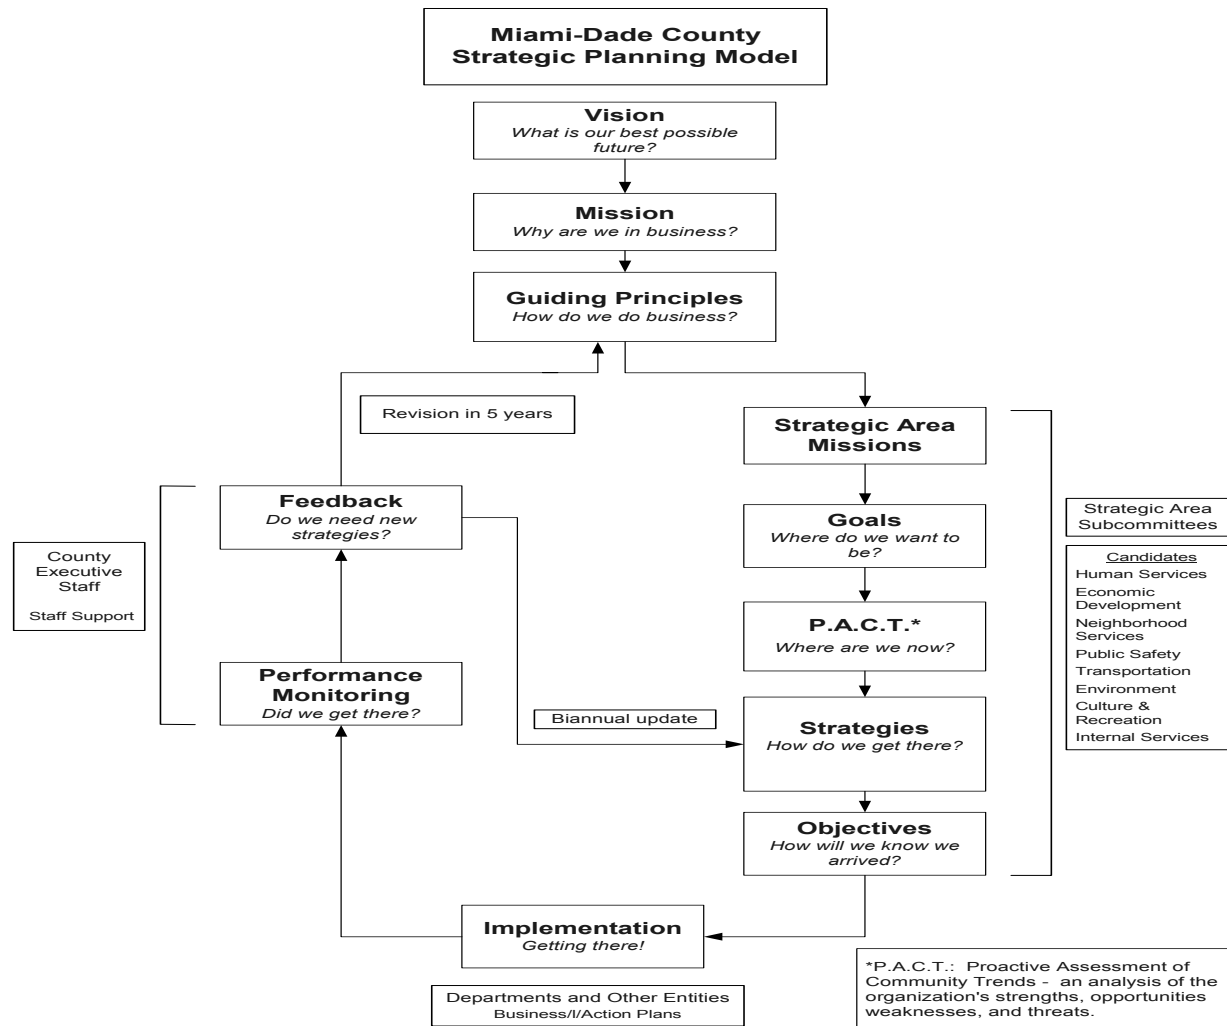 Miami-Dade County
Strategic Planning Model
Vision
What is our best possible
future?
Mission
Why are we in business?
Guiding Principles
How do we do business?
Revision in 5 years
Strategic Area
Missions
Feedback
Do we need new
strategies?
Goals
Where do we want to
be?
Strategic Area
Subcommittees
County
Executive
Staff
Staff Support
Candidates
Human Services
Economic
Development
Neighborhood
Services
Public Safety
Transportation
Environment
Culture &
Recreation
Internal Services
P.A.C.T.*
Where are we now?
Performance
Monitoring
Did we get there?
Biannual update
Strategies
How do we get there?
Objectives
How will we know we
arrived?
Implementation
Getting there!
Departments and Other Entities
Business/I/Action Plans
*P.A.C.T.: Proactive Assessment of
Community Trends - an analysis of the
organization's strengths, opportunities
weaknesses, and threats.